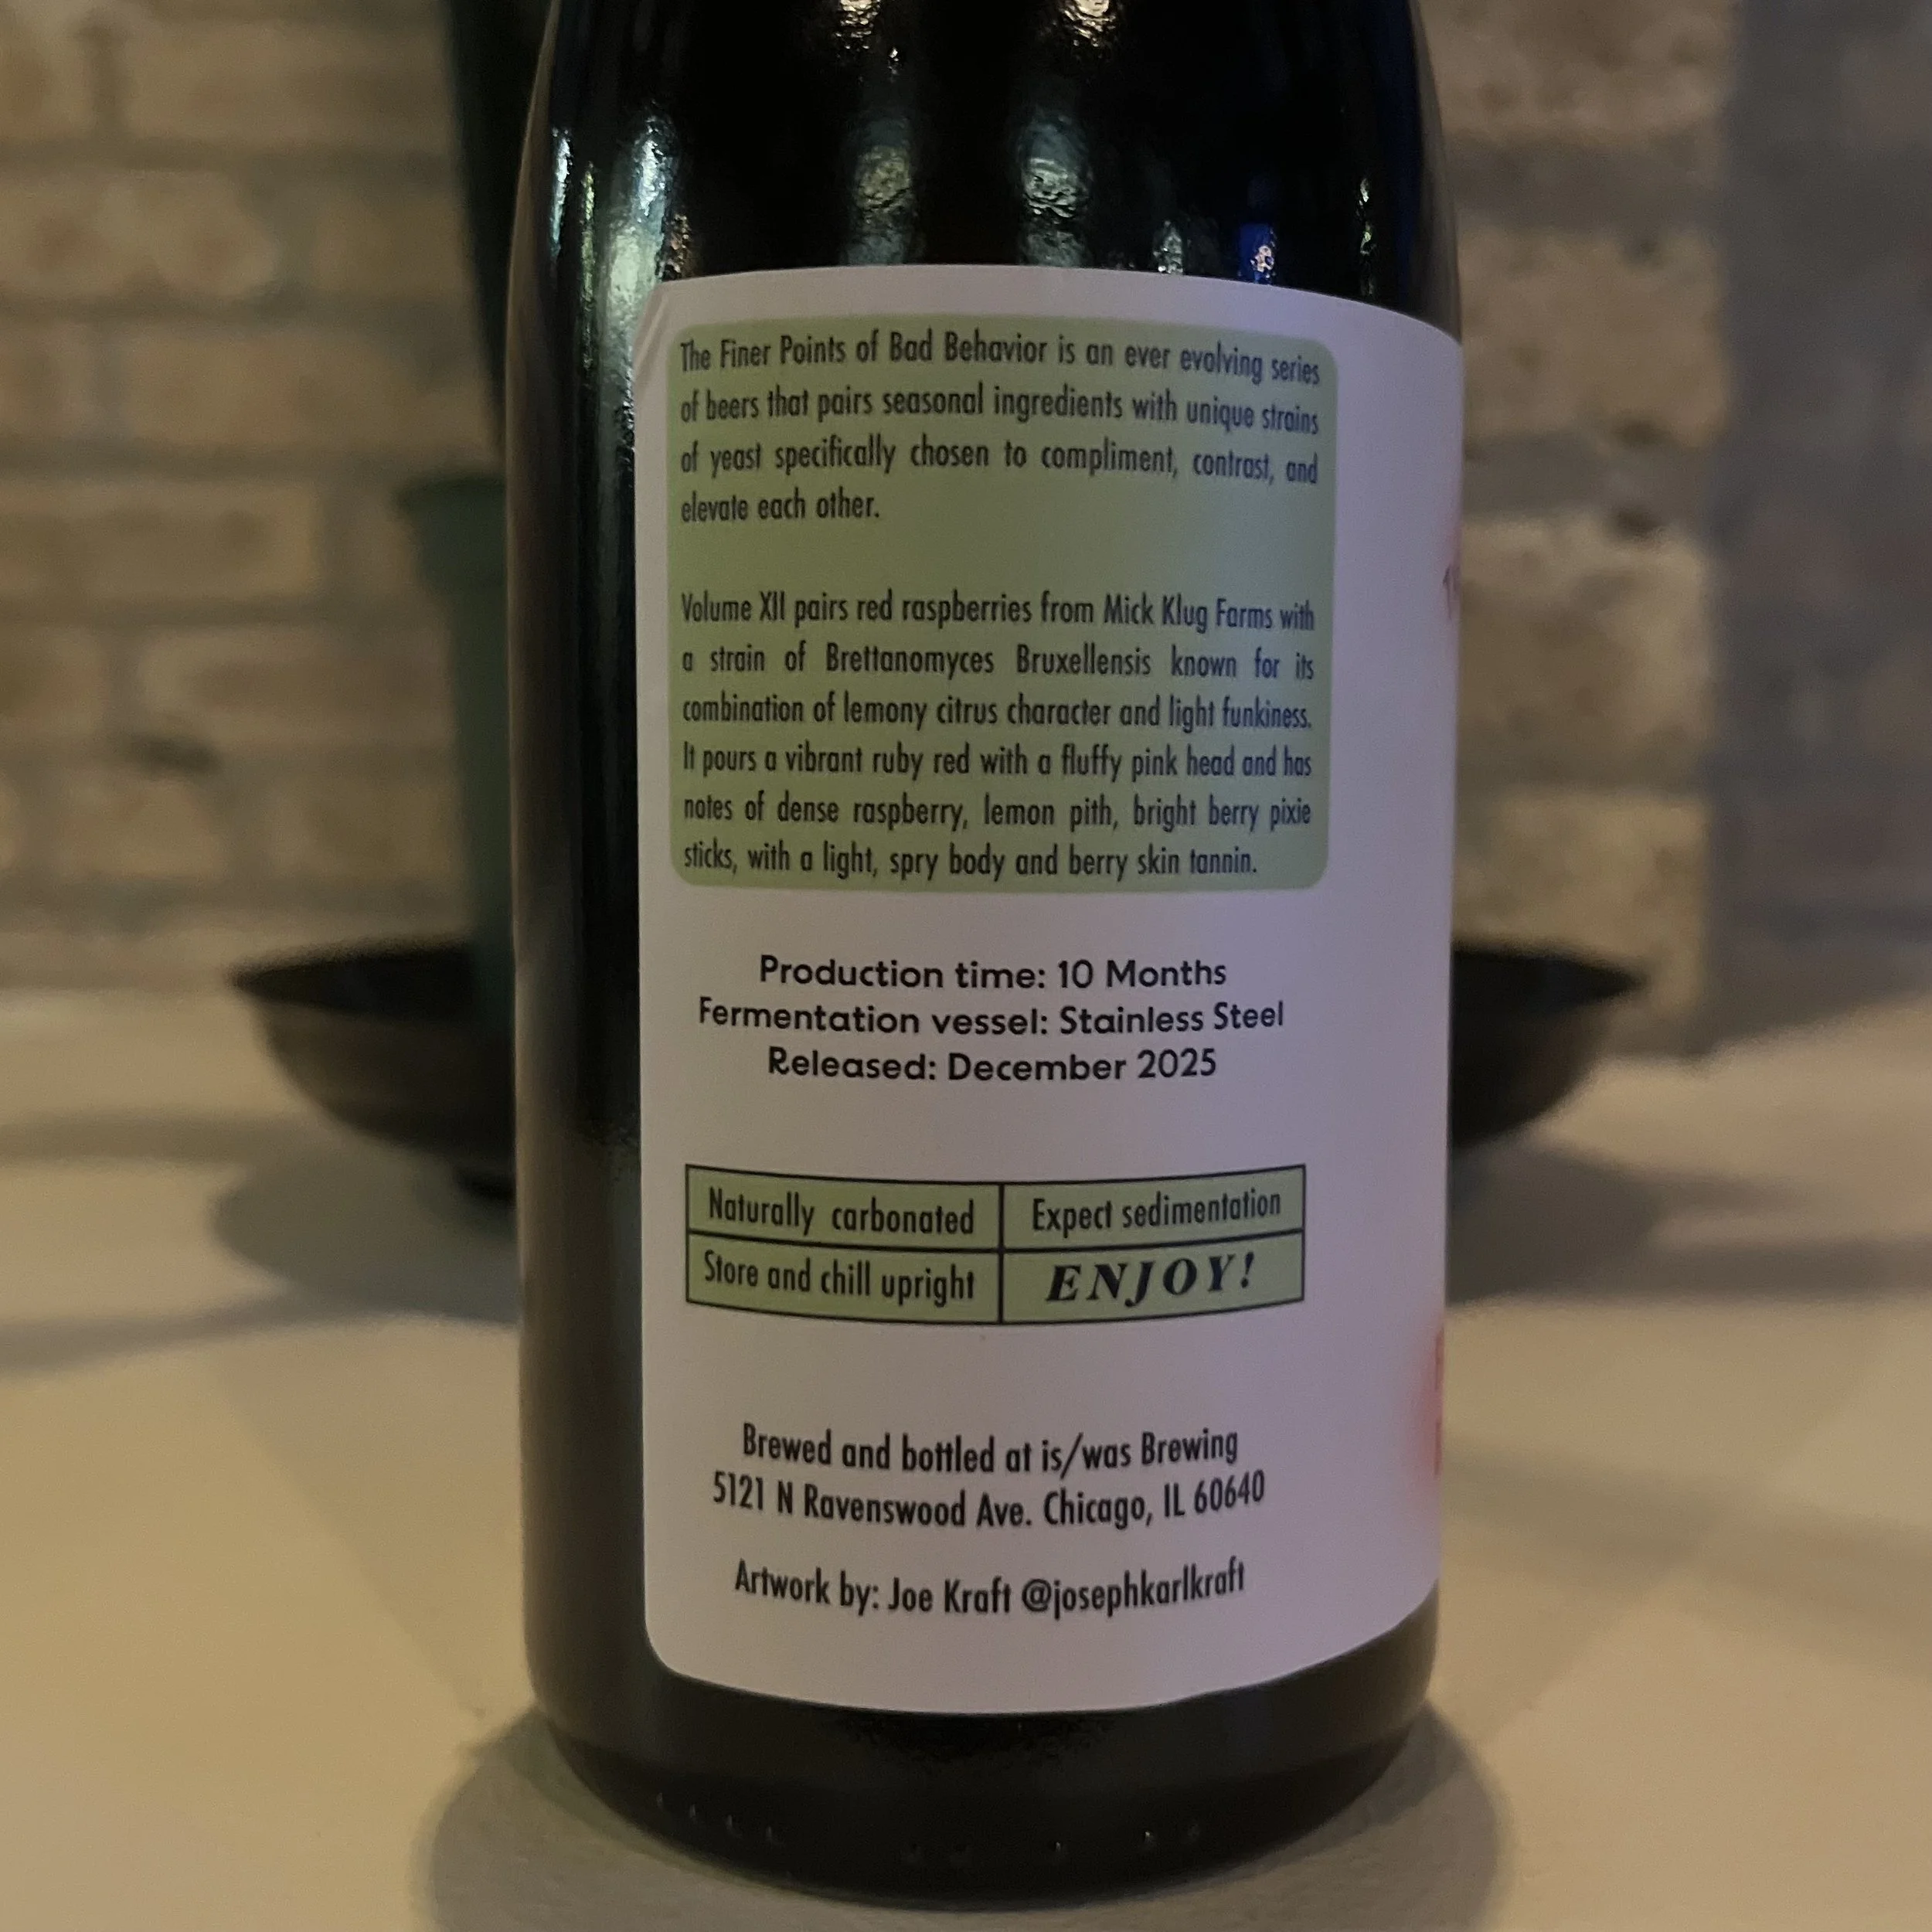 The Finer Points of Bad Behavior is an ever evolving series
of beers that pairs seasonal ingredients with unique strains
of yeast specifically chosen to compliment, contrast, and
elevate each other.
Volume XII pairs red raspberries from Mick Klug Farms with
a strain of Brettanomyces Bruxellensis known for its
combination of lemony citrus character and light funkiness.
It pours a vibrant ruby red with a fluffy pink head and has
notes of dense raspberry, lemon pith, bright berry pixie
sticks, with a light, spry body and berry skin tannin.
Production time: 10 Months
Fermentation vessel: Stainless Steel
Released: December 2025
Naturally carbonated Expect sedimentation
Store and chill upright ENJOY!
Brewed and bottled at is/was Brewing
5121 N Ravenswood Ave. Chicago, IL 60640
Artwork by: Joe Kraft @josephkarlkraft